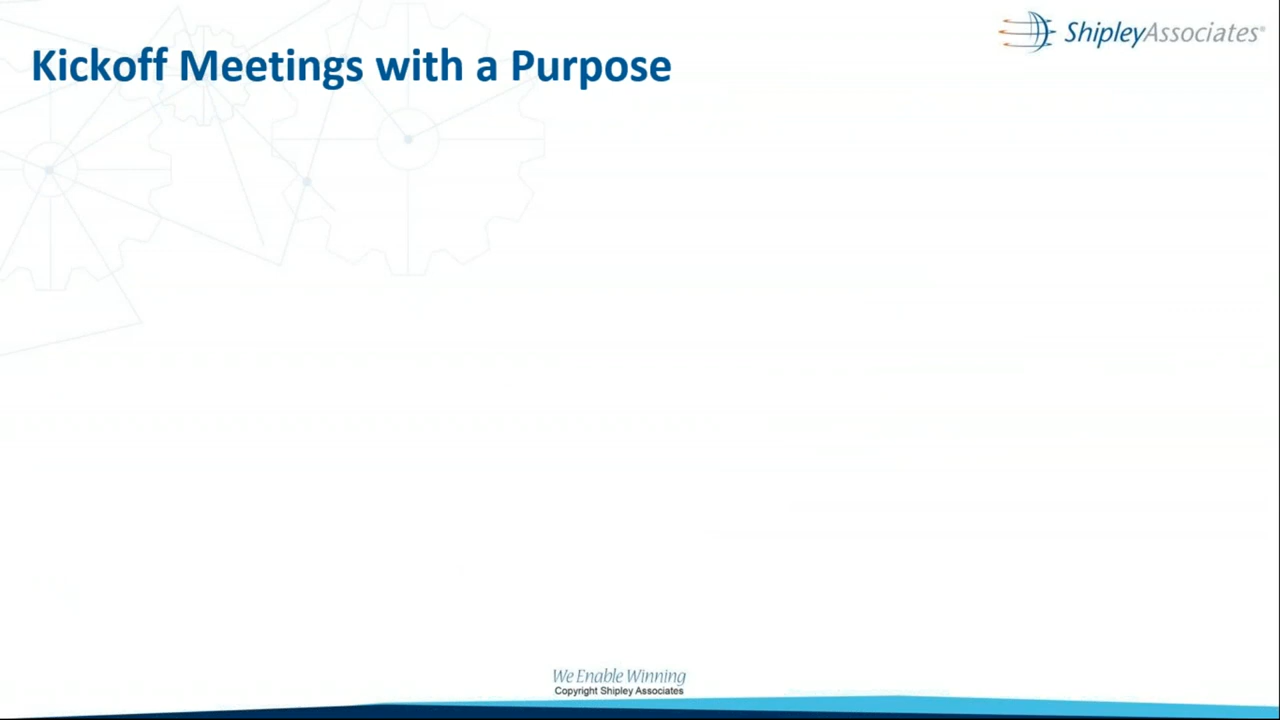 ShipleyAssociates®
Kickoff Meetings with a Purpose
We Enable Winning
Copyright Shipley Associates